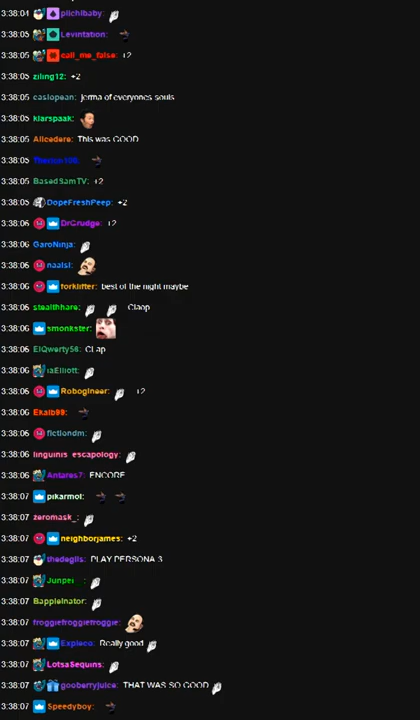 3:38:04 plichibaby:
3:38:05 Levintation:
3:38:05 call_me_false: +2
3:38:05 ziling12: +2
3:38:05 casiopean: jerma of everyones souls
3:38:05 klarspaak:
3:38:05 Alicedere: This was GOOD
3:38:05
3:38:05 BasedSamTV: +2
3:38:05 DopeFreshPeep: +2
3:38:06 DrCrudge: +2
3:38:06 GaroNinja:
3:38:06 naalsi:
3:38:06 forklifter: best of the night maybe
3:38:06 stealthhare: Claop
3:38:06 smonkster:
3:38:06 ElQwerty56: CLap
3:38:06 iaElliott:
3:38:06 Robogineer: +2
3:38:06 Ekalb99:
3:38:06 fictiondm:
3:38:06 linguinis_escapology:
3:38:06 Antares7: ENCORE
3:38:07 pikarmol:
3:38:07 zeromask_:
3:38:07 neighborjames: +2
3:38:07 thedeglis: PLAY PERSONA 3
3:38:07 Junpei :
3:38:07 Bappleinator:
3:38:07 froggiefroggiefroggie:
3:38:07 Expleco: Really good
3:38:07 LotsaSequins:
3:38:07 gooberryjuice: THAT WAS SO GOOD
3:38:07 Speedyboy: